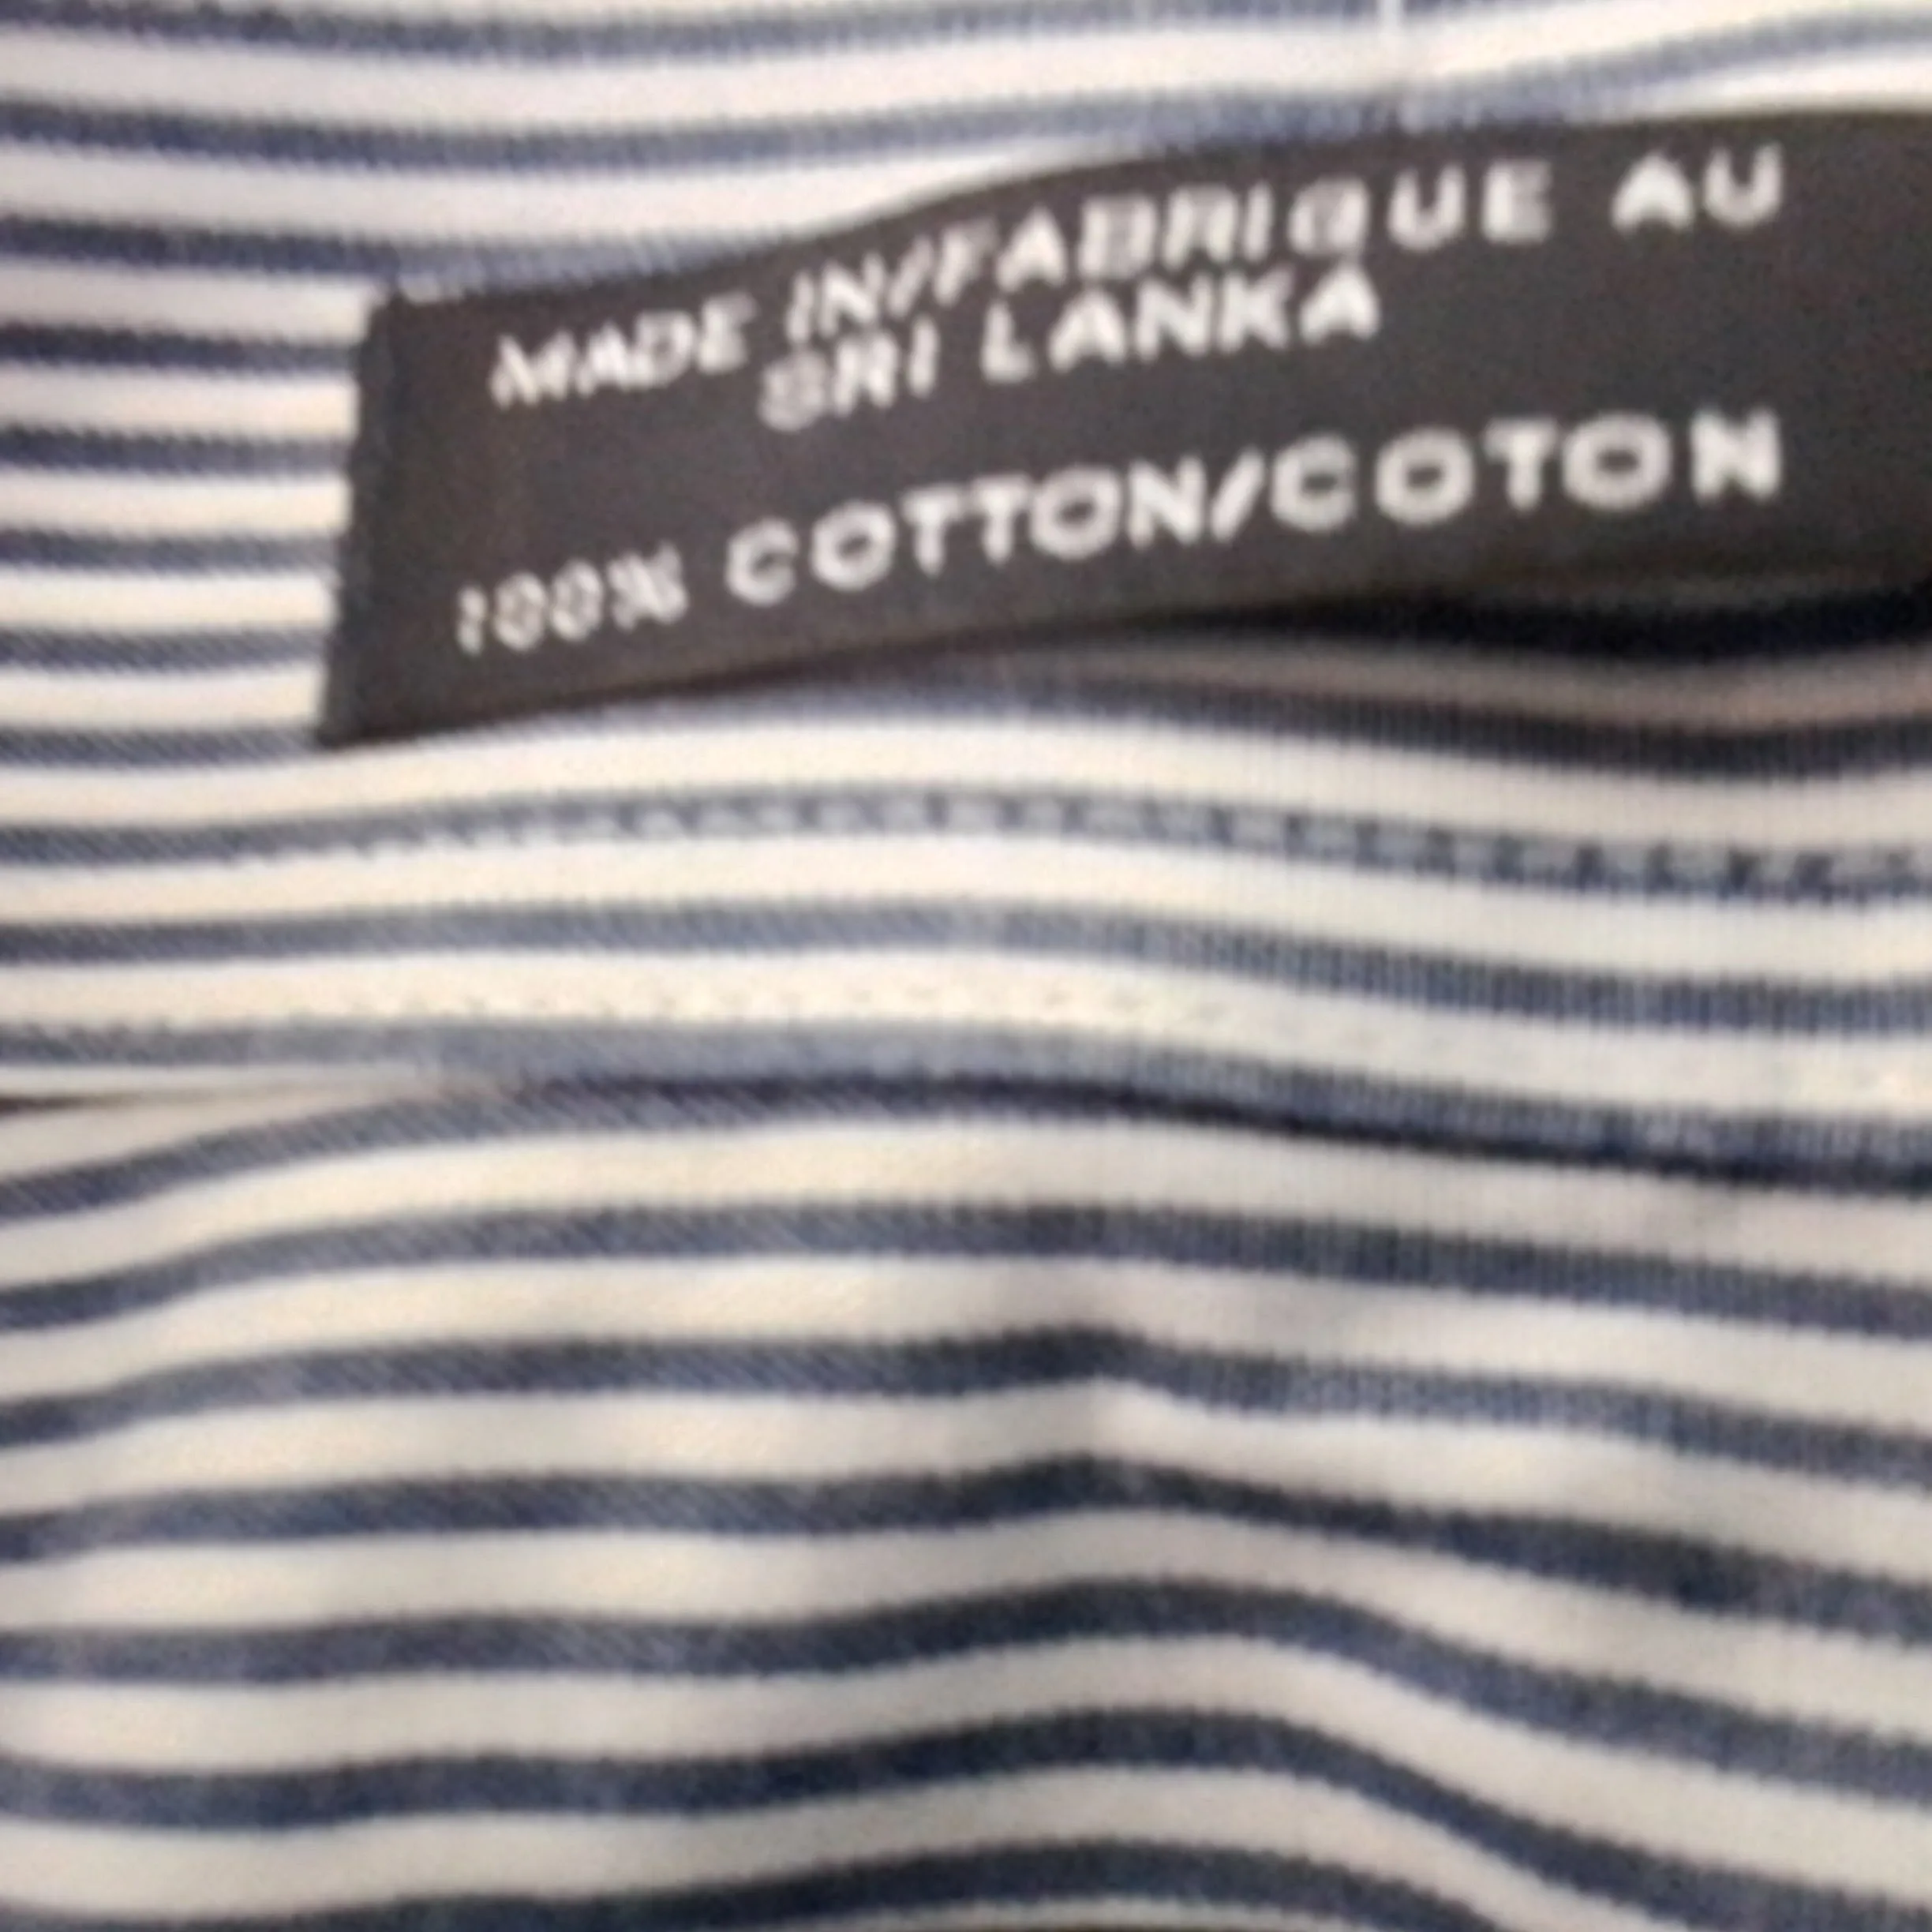 MADE IN/FABRIQUE AU
SRI LANKA
100% COTTON/COTON